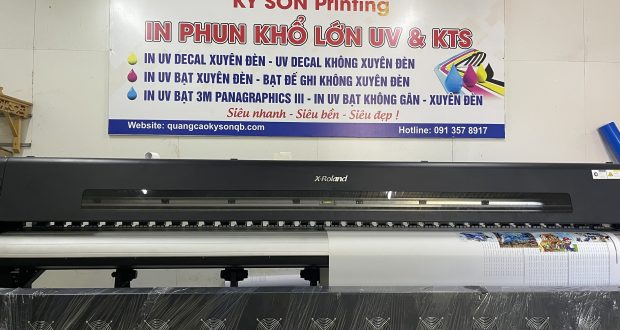 KỲ SƠN Printing
IN PHUN KHỔ LỚN UV & KTS
IN UV DECAL XUYÊN ĐÈN - UV DECAL KHÔNG XUYÊN ĐÈN
IN UV BẠT XUYÊN ĐÈN - BẠT ĐẾ GHI KHÔNG XUYÊN ĐÈN
IN UV BẠT 3M PANAGRAPHICS III - IN UV BẠT KHÔNG GÂN - XUYÊN ĐÈN
Siêu nhanh - Siêu bền - Siêu đẹp !
Website: quangcaokysonqb.com
Hotline: 091 357 8917
X-Roland